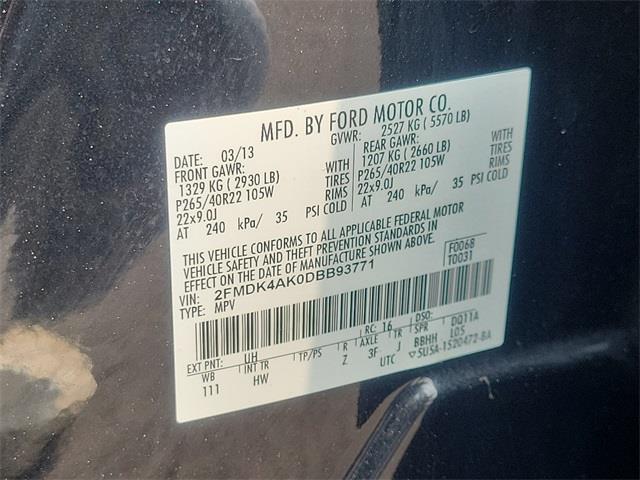 MFD. BY FORD MOTOR CO.
DATE: 03/13 GVWR: 2527 KG ( 5570 LB)
FRONT GAWR: REAR GAWR:
1329 KG ( 2930 LB) WITH 1207 KG ( 2660 LB) WITH
P265/40R22 105W TIRES P265/40R22 105W TIRES
22x9.0J RIMS 22x9.0J RIMS
AT 240 kPa/ 35 PSI COLD AT 240 kPa/ 35 PSI COLD
THIS VEHICLE CONFORMS TO ALL APPLICABLE FEDERAL MOTOR
VEHICLE SAFETY AND THEFT PREVENTION STANDARDS IN
EFFECT ON THE DATE OF MANUFACTURE SHOWN ABOVE.
F0068
VIN: 2FMDK4AK0DBB93771 T0031
TYPE: MPV
EXT PNT: UH RC: 16 DSO:
WB INT TR TP/PS R AXLE TR SPR DQ11A
111 HW Z 3F J BBHH L05
UTC ▽5U5A-1520472-BA